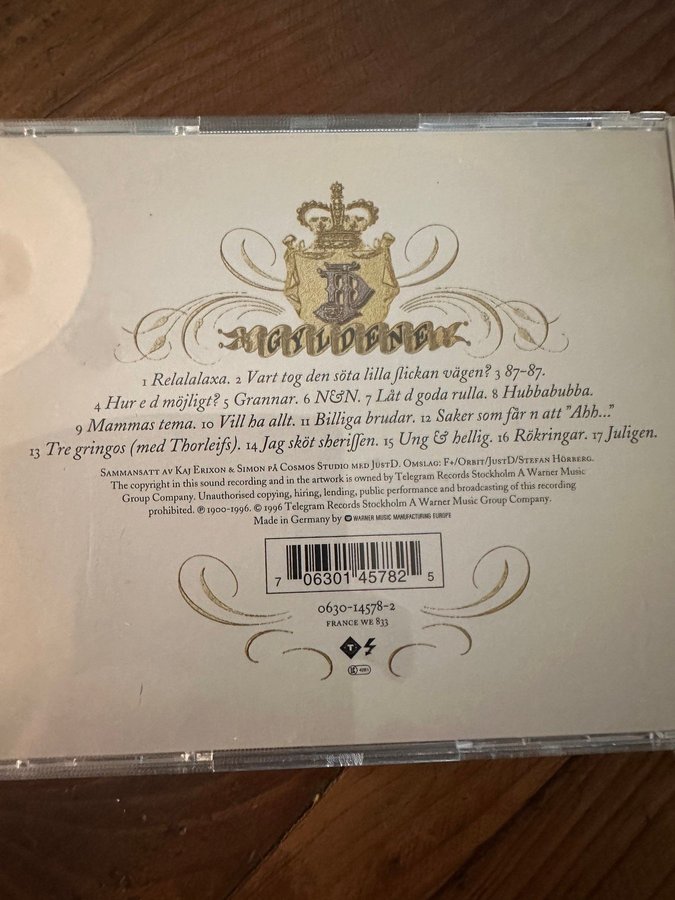 JD
GYLDENE
1 Relalalaxa. 2 Vart tog den söta lilla flickan vägen? 3 87–87.
4 Hur e d möjligt? 5 Grannar. 6 N&N. 7 Låt d goda rulla. 8 Hubbabubba.
9 Mammas tema. 10 Vill ha allt. 11 Billiga brudar. 12 Saker som får n att "Ahh..."
13 Tre gringos (med Thorleifs). 14 Jag sköt sheriffen. 15 Ung & hellig. 16 Rökringar. 17 Juligen.
Sammansatt av Kaj Erixon & Simon på Cosmos Studio med JustD. Omslag: F+/Orbit/JustD/Stefan Hörberg.
The copyright in this sound recording and in the artwork is owned by Telegram Records Stockholm A Warner Music
Group Company. Unauthorised copying, hiring, lending, public performance and broadcasting of this recording
prohibited. ℗ 1900-1996. © 1996 Telegram Records Stockholm A Warner Music Group Company.
Made in Germany by WARNER MUSIC MANUFACTURING EUROPE
7 06301 45782 5
0630-14578-2
FRANCE WE 833
T